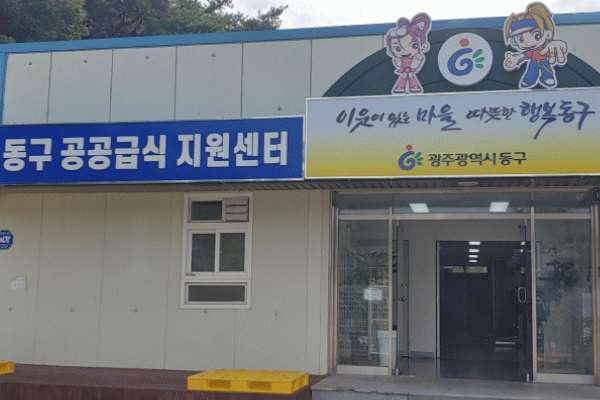 이웃이 있는 마을 따뜻한 행복동구
동구 공공급식 지원센터
광주광역시 동구
ADT